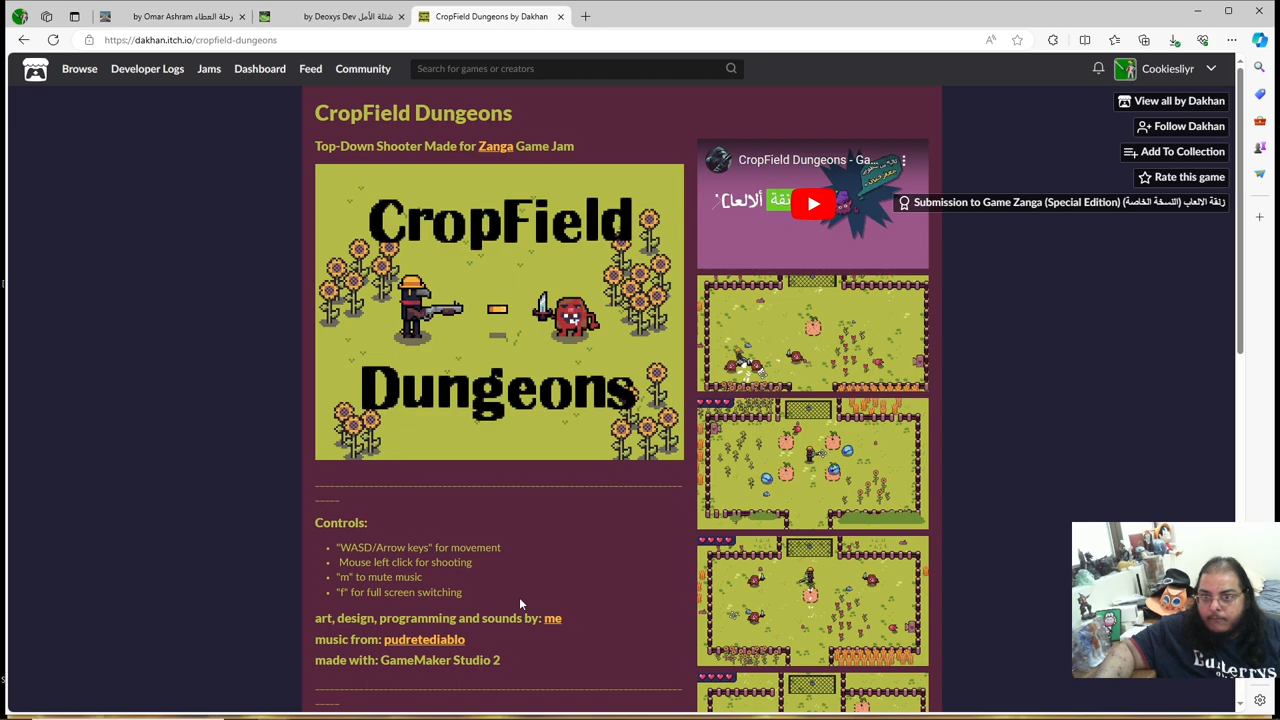 رحلة العطاء by Omar Ashram
شتلة الأمل by Deoxys Dev
CropField Dungeons by Dakhan
https://dakhan.itch.io/cropfield-dungeons
Browse Developer Logs Jams Dashboard Feed Community
Search for games or creators
Cookiesliyr
View all by Dakhan
Follow Dakhan
Add To Collection
Rate this game
Submission to Game Zanga (Special Edition) زنقة الالعاب (النسخة الخاصة)
CropField Dungeons
Top-Down Shooter Made for Zanga Game Jam
CropField
Dungeons
CropField Dungeons - Ga...
Controls:
"WASD/Arrow keys" for movement
Mouse left click for shooting
"m" to mute music
"f" for full screen switching
art, design, programming and sounds by: me
music from: pudretediablo
made with: GameMaker Studio 2